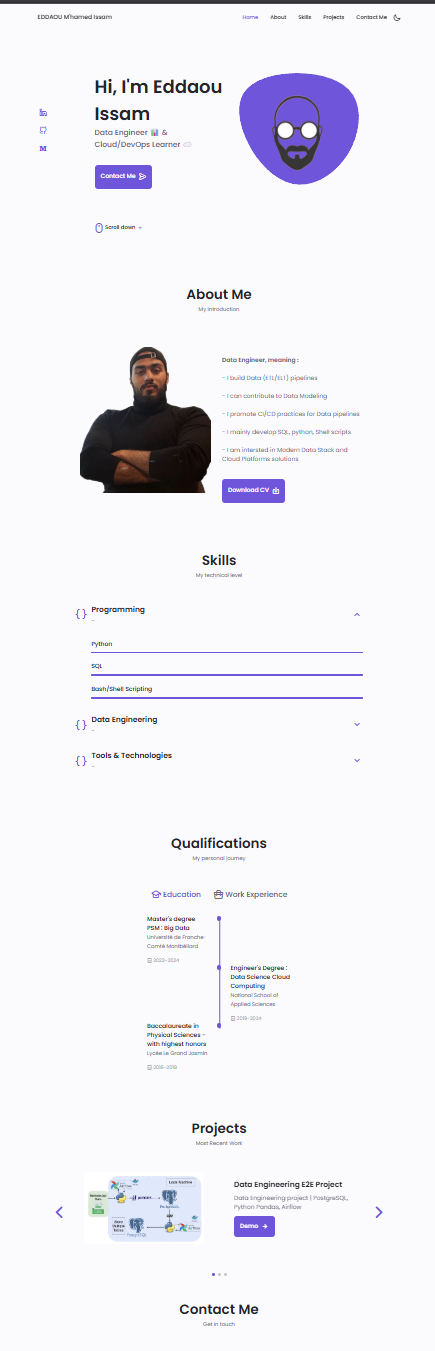 EDDAOU M'hamed Issam
Home About Skills Projects Contact Me
Hi, I'm Eddaou
Issam
Data Engineer &
Cloud/DevOps Learner
Contact Me
Scroll down
About Me
My introduction
Data Engineer, meaning :
- I build Data (ETL/ELT) pipelines
- I can contribute to Data Modeling
- I promote CI/CD practices for Data pipelines
- I mainly develop SQL, python, Shell scripts
- I am intersted in Modern Data Stack and
Cloud Platforms solutions
Download CV
Skills
My technical level
Programming
Python
SQL
Bash/Shell Scripting
Data Engineering
Tools & Technologies
Qualifications
My personal journey
Education Work Experience
Master's degree
PSM : Big Data
Université de Franche-
Comté Montbéliard
2023-2024
Engineer's Degree :
Data Science Cloud
Computing
National School of
Applied Sciences
2019-2024
Baccalaureate in
Physical Sciences -
with highest honors
Lycée Le Grand Jasmin
Projects
Most Recent Work
Data Engineering E2E Project
Data Engineering project | PostgreSQL,
Python Pandas, Airflow
Demo
Contact Me
Get in touch